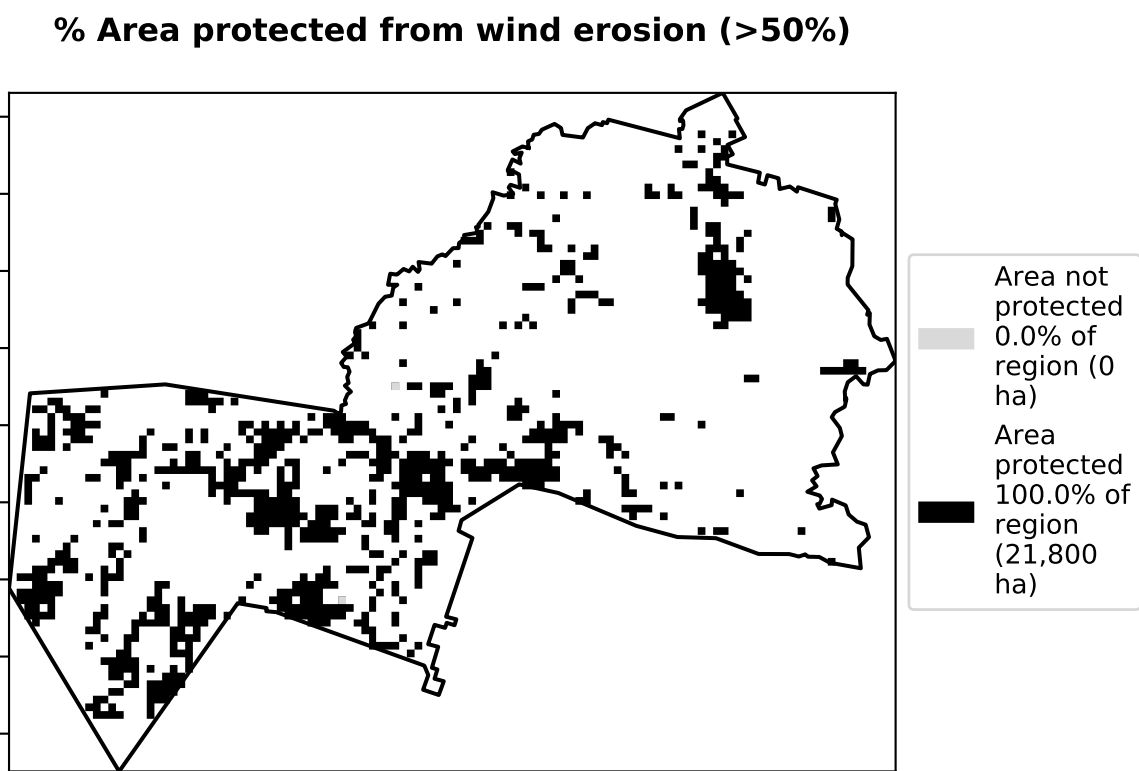 % Area protected from wind erosion (>50%)
Area not
protected
0.0% of
region (0
ha)
Area
protected
100.0% of
region
(21,800
ha)